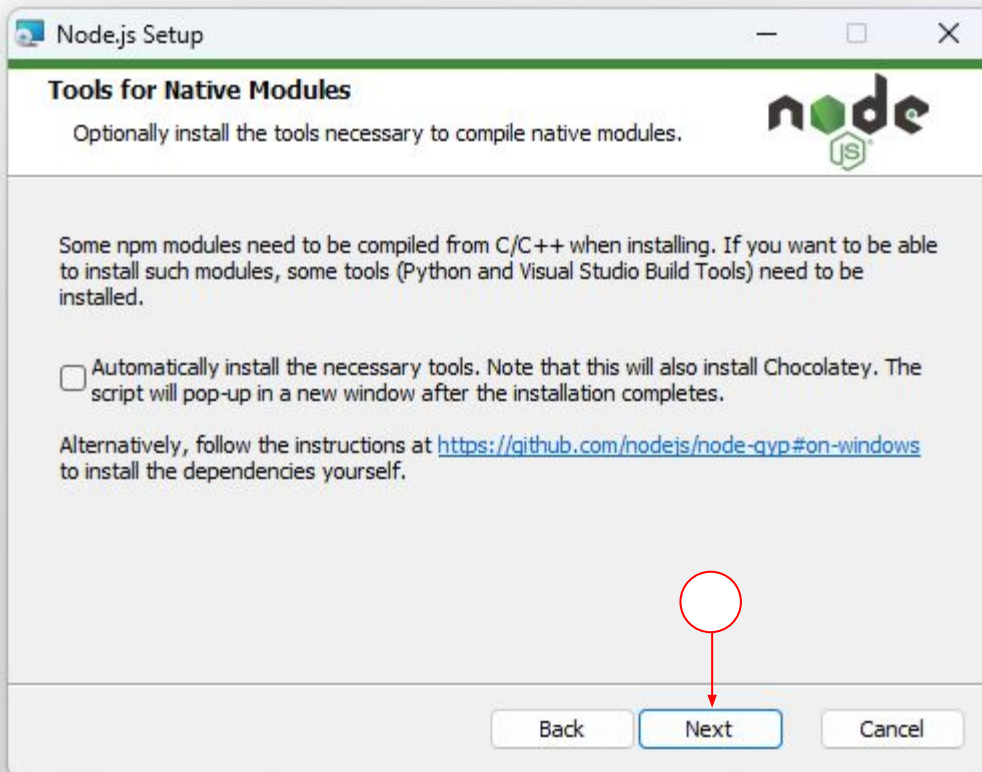 Node.js Setup
Tools for Native Modules
Optionally install the tools necessary to compile native modules.
node
JS
Some npm modules need to be compiled from C/C++ when installing. If you want to be able
to install such modules, some tools (Python and Visual Studio Build Tools) need to be
installed.
Automatically install the necessary tools. Note that this will also install Chocolatey. The
script will pop-up in a new window after the installation completes.
Alternatively, follow the instructions at https://github.com/nodejs/node-gyp#on-windows
to install the dependencies yourself.
Back Next Cancel